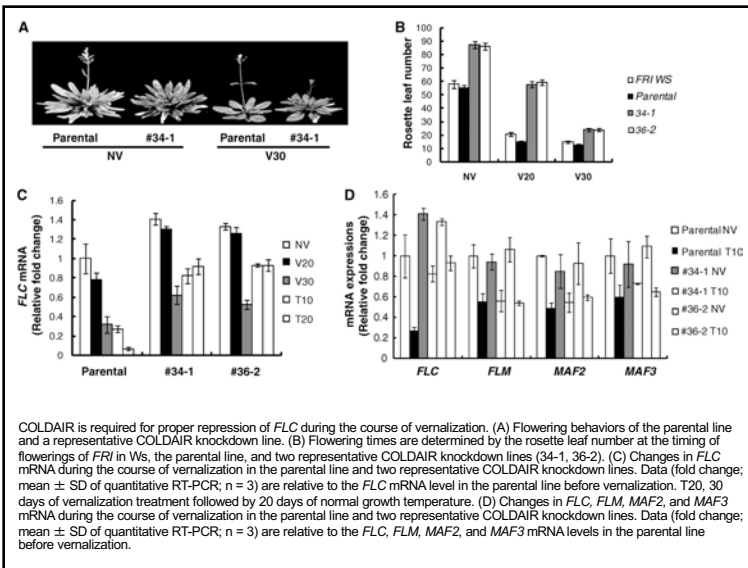 A
Parental #34-1 Parental #34-1
NV V30
B
Rosette leaf number
100
90
80
70
60
50
40
30
20
10
NV V20 V30
FRI WS
Parental
34-1
36-2
C
FLC mRNA
(Relative fold change)
1.6
1.4
1.2
1
0.8
0.6
0.4
0.2
0
Parental #34-1 #36-2
NV
V20
V30
T10
T20
D
mRNA expressions
(Relative fold change)
1.6
1.4
1.2
1
0.8
0.6
0.4
0.2
0
FLC FLM MAF2 MAF3
Parental NV
Parental T10
#34-1 NV
#34-1 T10
#36-2 NV
#36-2 T10
COLDAIR is required for proper repression of FLC during the course of vernalization. (A) Flowering behaviors of the parental line
and a representative COLDAIR knockdown line. (B) Flowering times are determined by the rosette leaf number at the timing of
flowerings of FRI in Ws, the parental line, and two representative COLDAIR knockdown lines (34-1, 36-2). (C) Changes in FLC
mRNA during the course of vernalization in the parental line and two representative COLDAIR knockdown lines. Data (fold change;
mean ± SD of quantitative RT-PCR; n = 3) are relative to the FLC mRNA level in the parental line before vernalization. T20, 30
days of vernalization treatment followed by 20 days of normal growth temperature. (D) Changes in FLC, FLM, MAF2, and MAF3
mRNA during the course of vernalization in the parental line and two representative COLDAIR knockdown lines. Data (fold change;
mean ± SD of quantitative RT-PCR; n = 3) are relative to the FLC, FLM, MAF2, and MAF3 mRNA levels in the parental line
before vernalization.